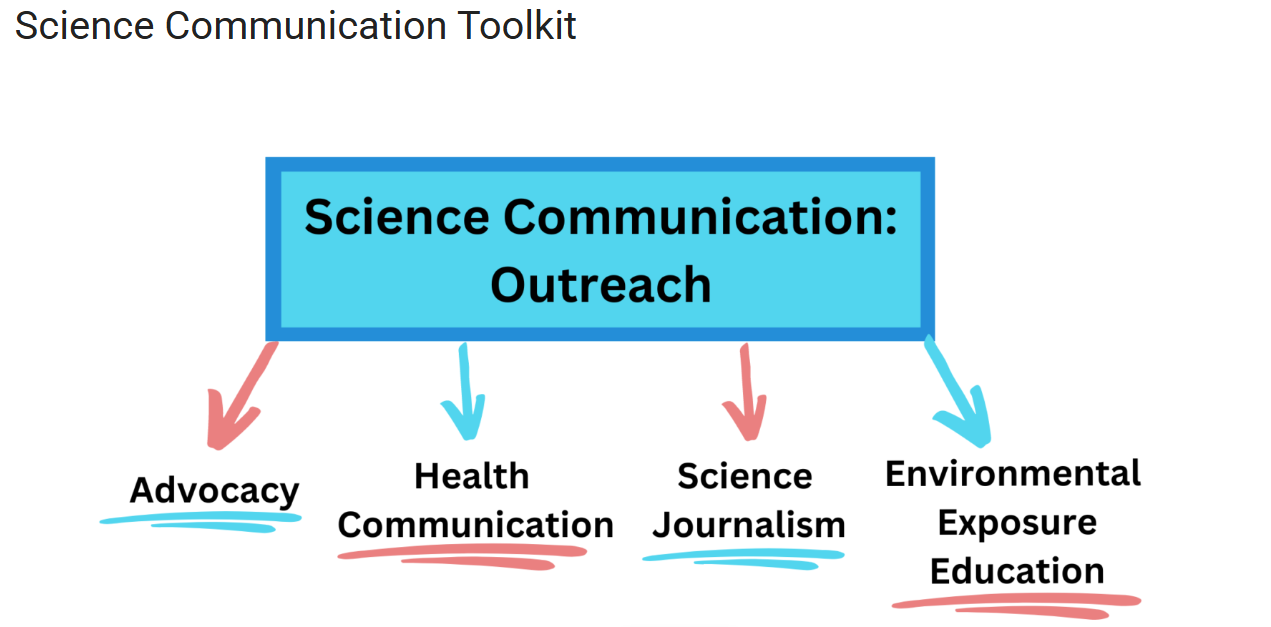 Science Communication Toolkit
Science Communication:
Outreach
Advocacy
Health
Communication
Science
Journalism
Environmental
Exposure
Education